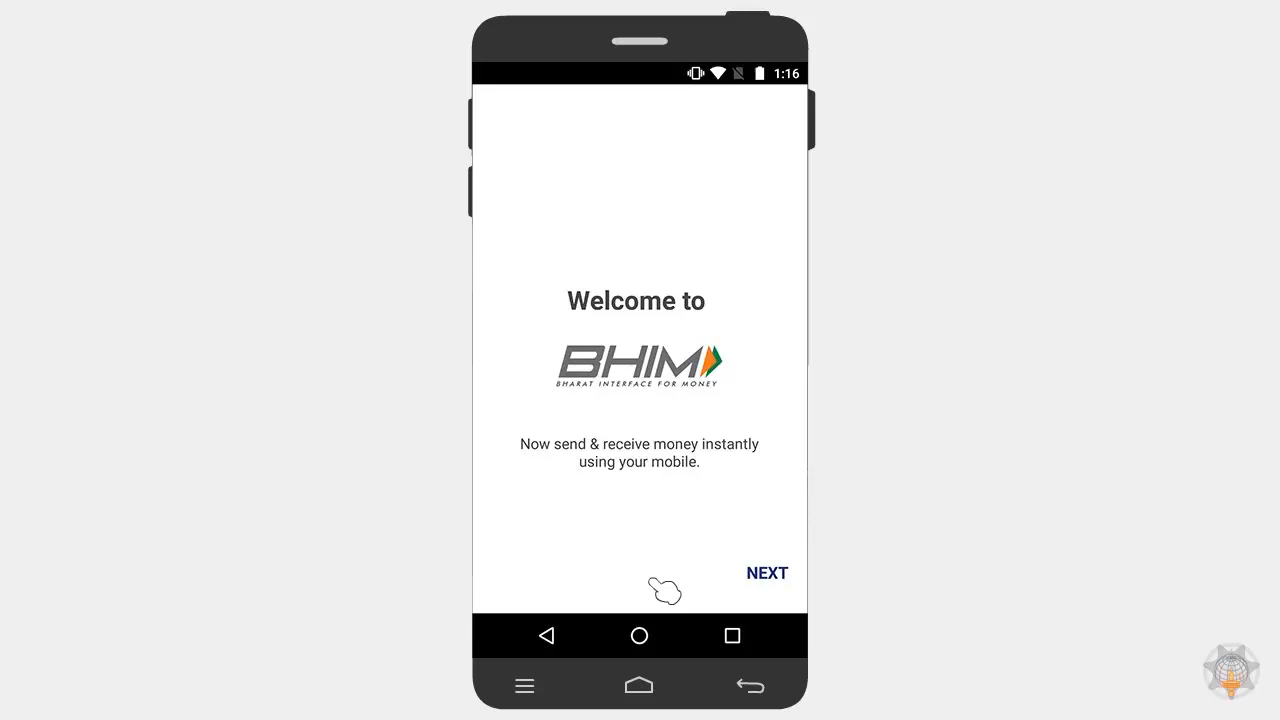 1:16
Welcome to
BHIM
BHARAT INTERFACE FOR MONEY
Now send & receive money instantly
using your mobile.
NEXT